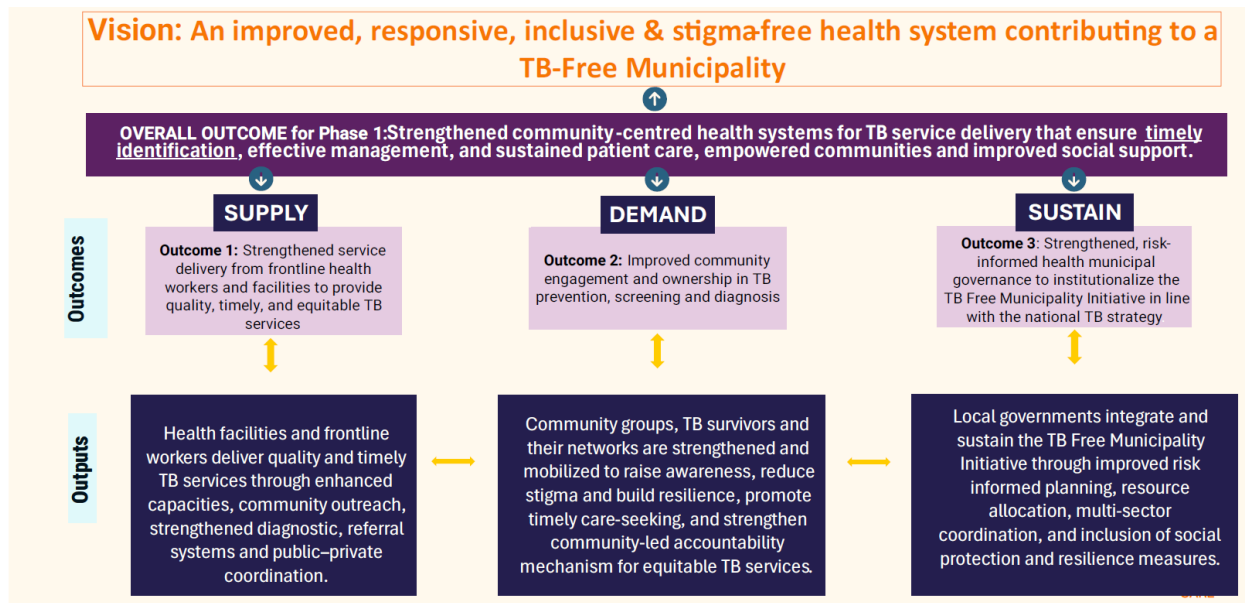 Vision: An improved, responsive, inclusive & stigma-free health system contributing to a
TB-Free Municipality
OVERALL OUTCOME for Phase 1:Strengthened community-centred health systems for TB service delivery that ensure timely
identification, effective management, and sustained patient care, empowered communities and improved social support.
Outcomes
SUPPLY
Outcome 1: Strengthened service
delivery from frontline health
workers and facilities to provide
quality, timely, and equitable TB
services
DEMAND
Outcome 2: Improved community
engagement and ownership in TB
prevention, screening and diagnosis
SUSTAIN
Outcome 3: Strengthened, risk-
informed health municipal
governance to institutionalize the
TB Free Municipality Initiative in line
with the national TB strategy
Outputs
Health facilities and frontline
workers deliver quality and timely
TB services through enhanced
capacities, community outreach,
strengthened diagnostic, referral
systems and public–private
coordination.
Community groups, TB survivors and
their networks are strengthened and
mobilized to raise awareness, reduce
stigma and build resilience, promote
timely care-seeking, and strengthen
community-led accountability
mechanism for equitable TB services.
Local governments integrate and
sustain the TB Free Municipality
Initiative through improved risk
informed planning, resource
allocation, multi-sector
coordination, and inclusion of social
protection and resilience measures.